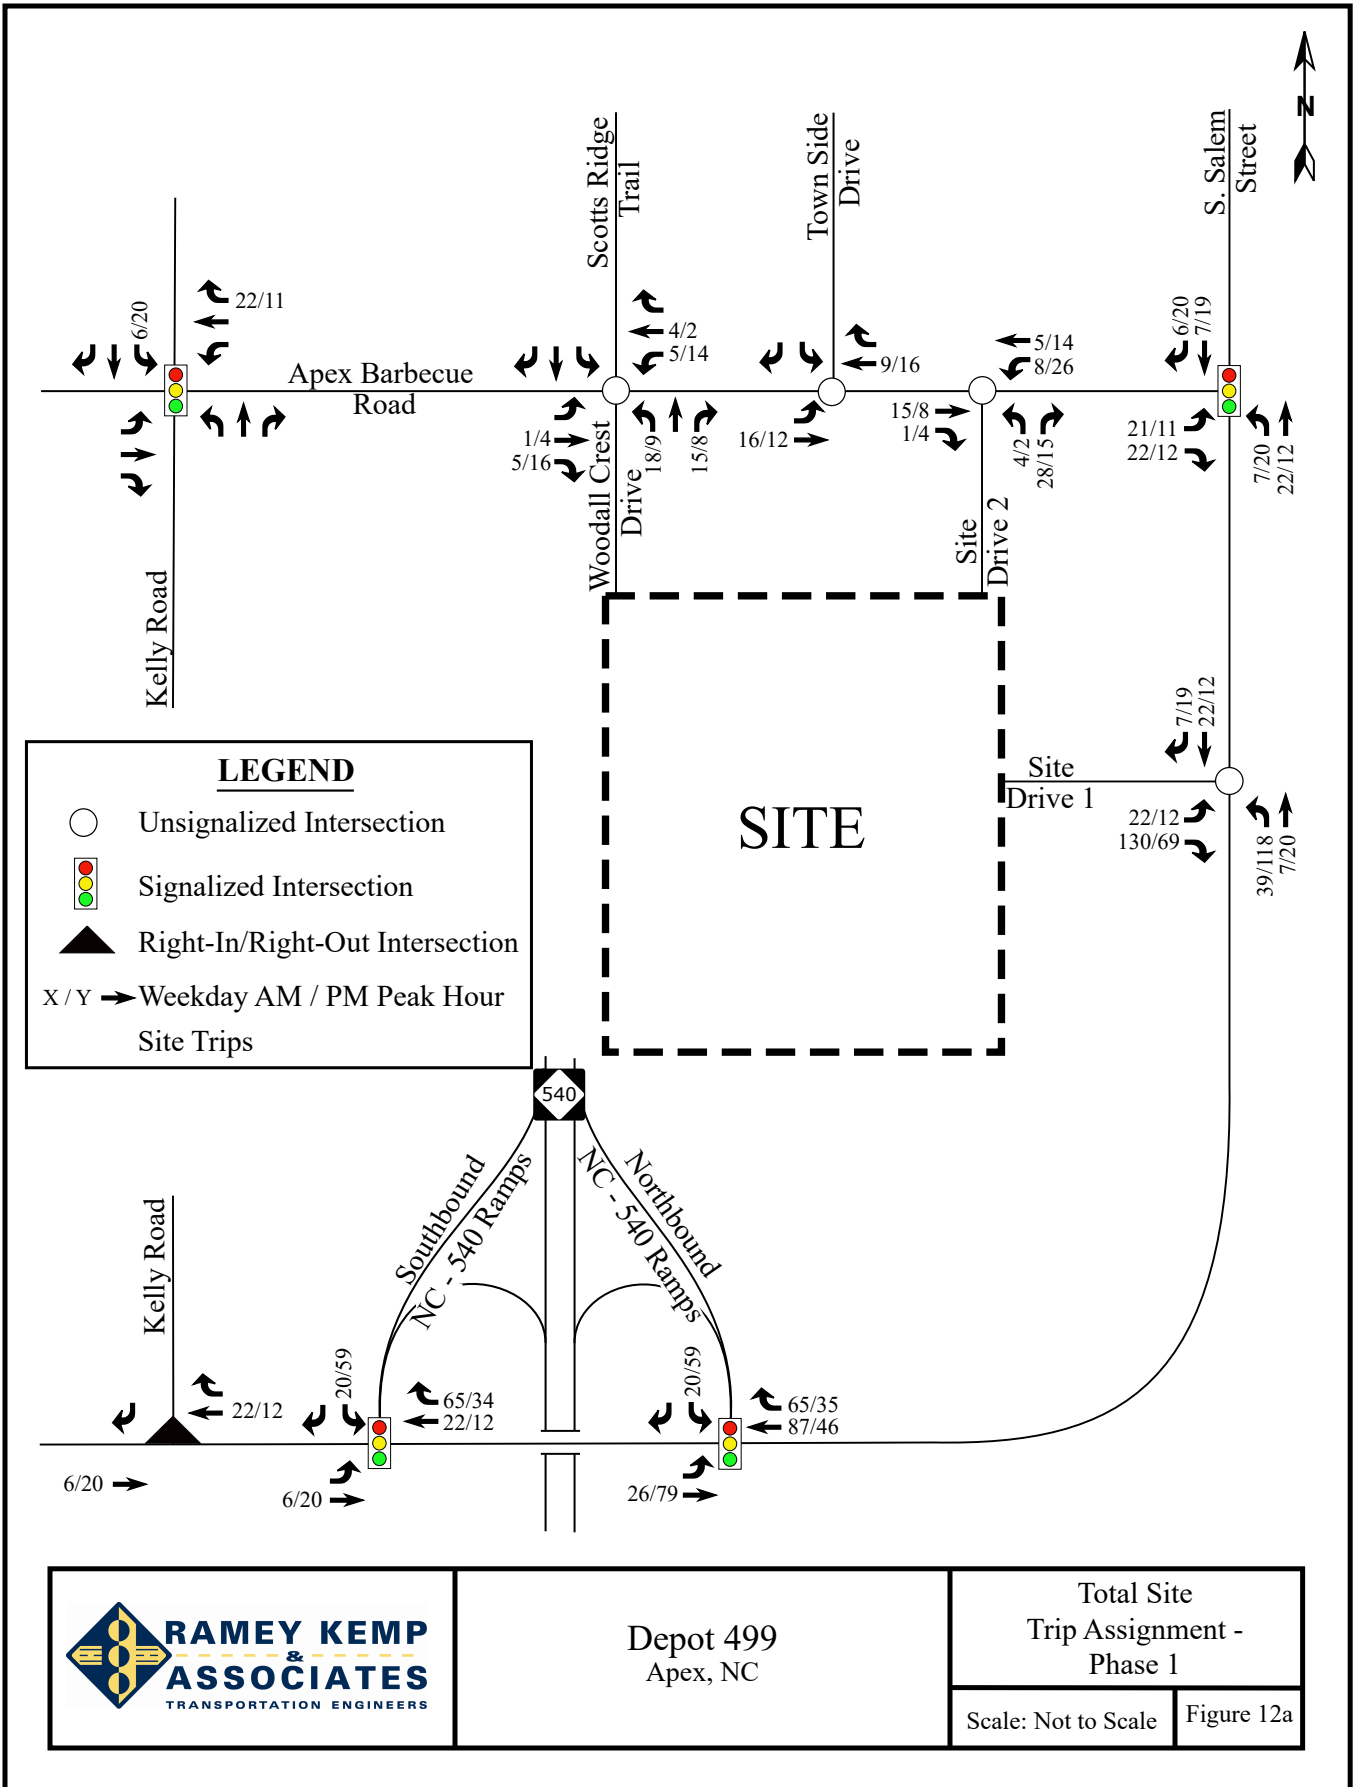 N
Scotts Ridge
Trail
Town Side
Drive
S. Salem
Street
6/20
22/11
4/2
5/14
9/16
5/14
8/26
6/20
7/19
Apex Barbecue
Road
1/4
5/16
18/9
15/8
16/12
15/8
1/4
4/2
28/15
21/11
22/12
7/20
22/12
Woodall Crest
Drive
Site
Drive 2
Kelly Road
7/19
22/12
Site
Drive 1
22/12
130/69
39/118
7/20
SITE
LEGEND
Unsignalized Intersection
Signalized Intersection
Right-In/Right-Out Intersection
X / Y Weekday AM / PM Peak Hour
Site Trips
540
Southbound
NC - 540 Ramps
Northbound
NC - 540 Ramps
Kelly Road
22/12
6/20
20/59
65/34
22/12
6/20
20/59
65/35
87/46
26/79
RAMEY KEMP
&
ASSOCIATES
TRANSPORTATION ENGINEERS
Depot 499
Apex, NC
Total Site
Trip Assignment -
Phase 1
Scale: Not to Scale
Figure 12a